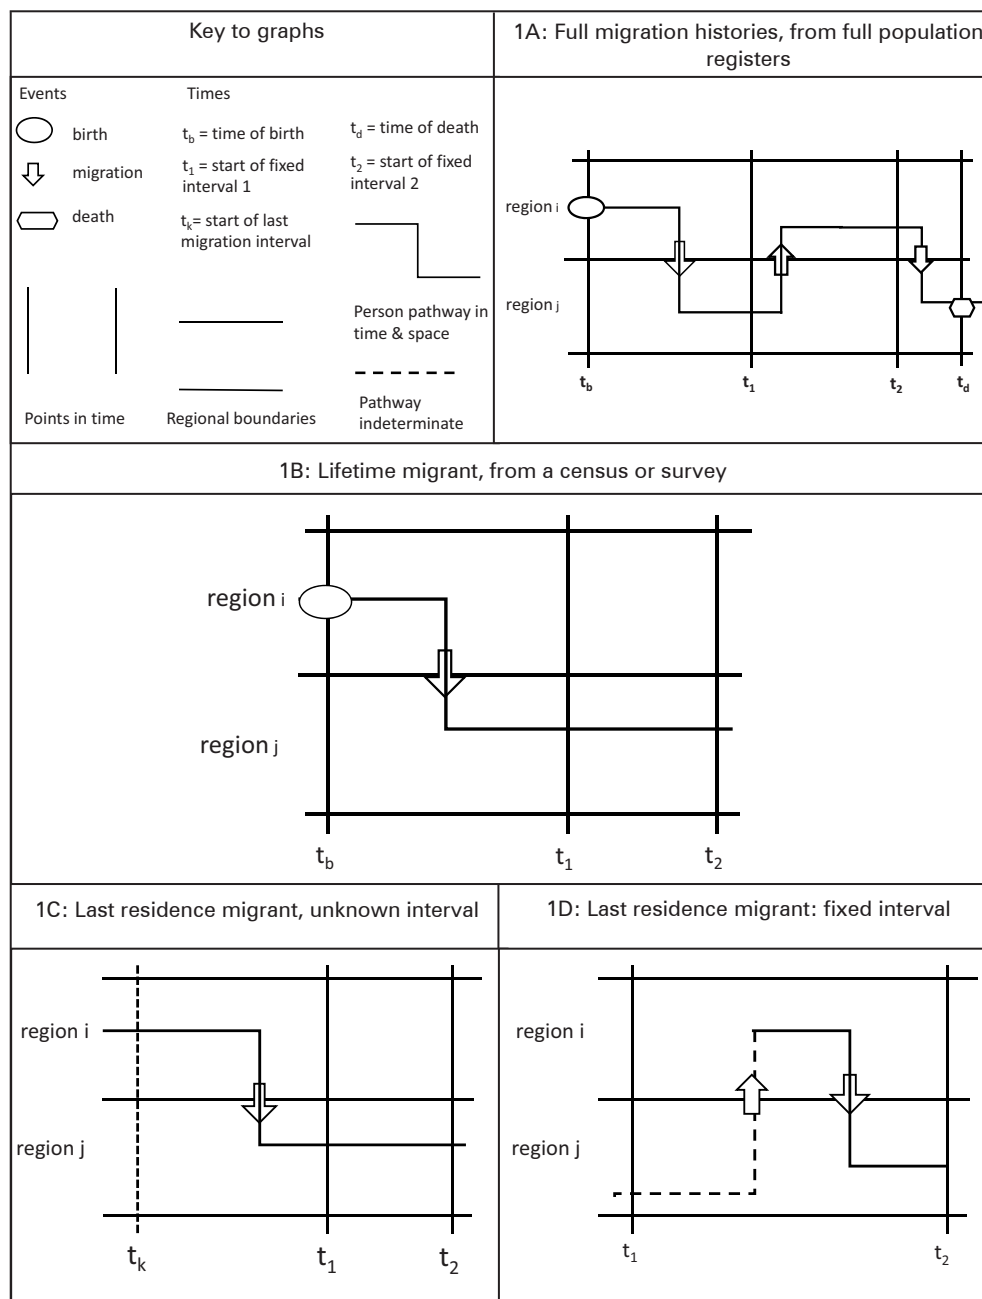 Key to graphs
1A: Full migration histories, from full population
registers
Events
Times
birth
t_b = time of birth
t_d = time of death
migration
t_1 = start of fixed
interval 1
t_2 = start of fixed
interval 2
death
t_k= start of last
migration interval
Person pathway in
time & space
Points in time
Regional boundaries
Pathway
indeterminate
region i
region j
t_b
t_1
t_2
t_d
1B: Lifetime migrant, from a census or survey
region i
region j
t_b
t_1
t_2
1C: Last residence migrant, unknown interval
region i
region j
t_k
t_1
t_2
1D: Last residence migrant: fixed interval
region i
region j
t_1
t_2